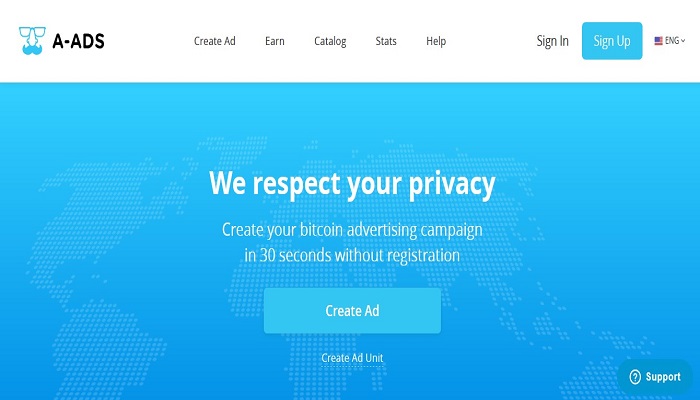 A-ADS
Create Ad
Earn
Catalog
Stats
Help
Sign In
Sign Up
ENG
We respect your privacy
Create your bitcoin advertising campaign
in 30 seconds without registration
Create Ad
Create Ad Unit
Support